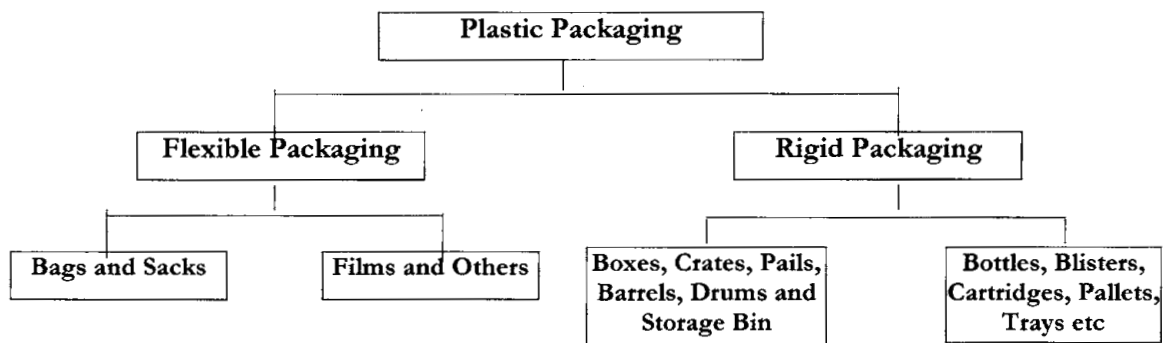 Plastic Packaging
Flexible Packaging
Rigid Packaging
Bags and Sacks
Films and Others
Boxes, Crates, Pails,
Barrels, Drums and
Storage Bin
Bottles, Blisters,
Cartridges, Pallets,
Trays etc